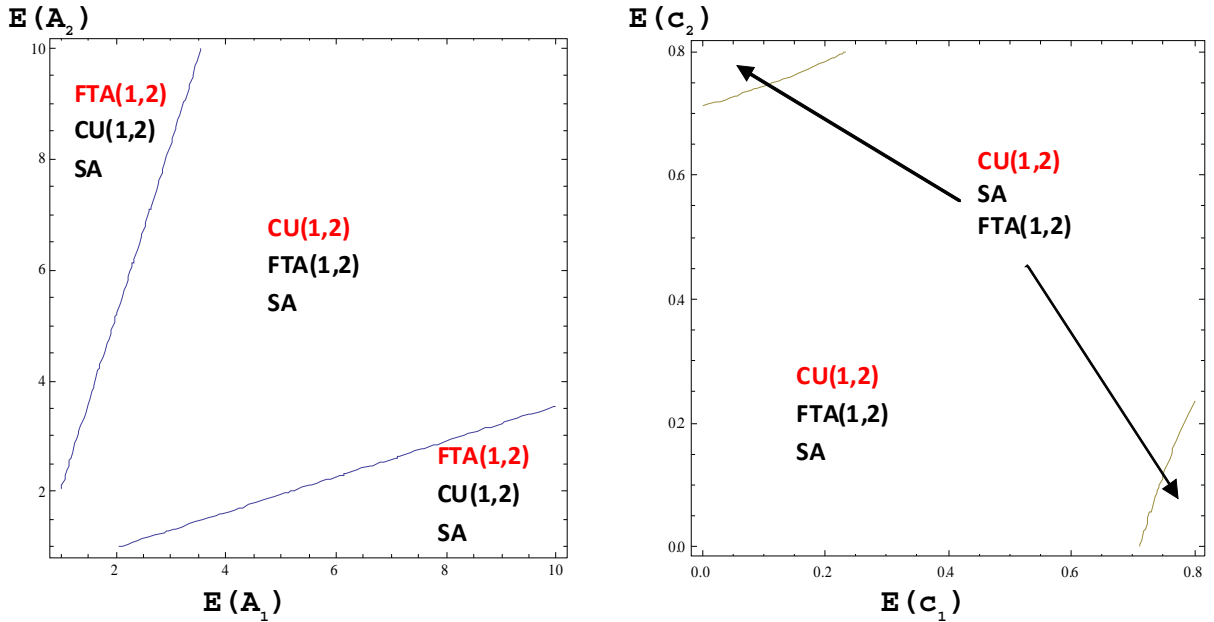 E(A₂)
10
8
6
4
2
2
4
6
8
10
E(A₁)
FTA(1,2)
CU(1,2)
SA
CU(1,2)
FTA(1,2)
SA
FTA(1,2)
CU(1,2)
SA
E(c₂)
0.8
0.6
0.4
0.2
0.0
0.0
0.2
0.4
0.6
0.8
E(c₁)
CU(1,2)
SA
FTA(1,2)
CU(1,2)
FTA(1,2)
SA